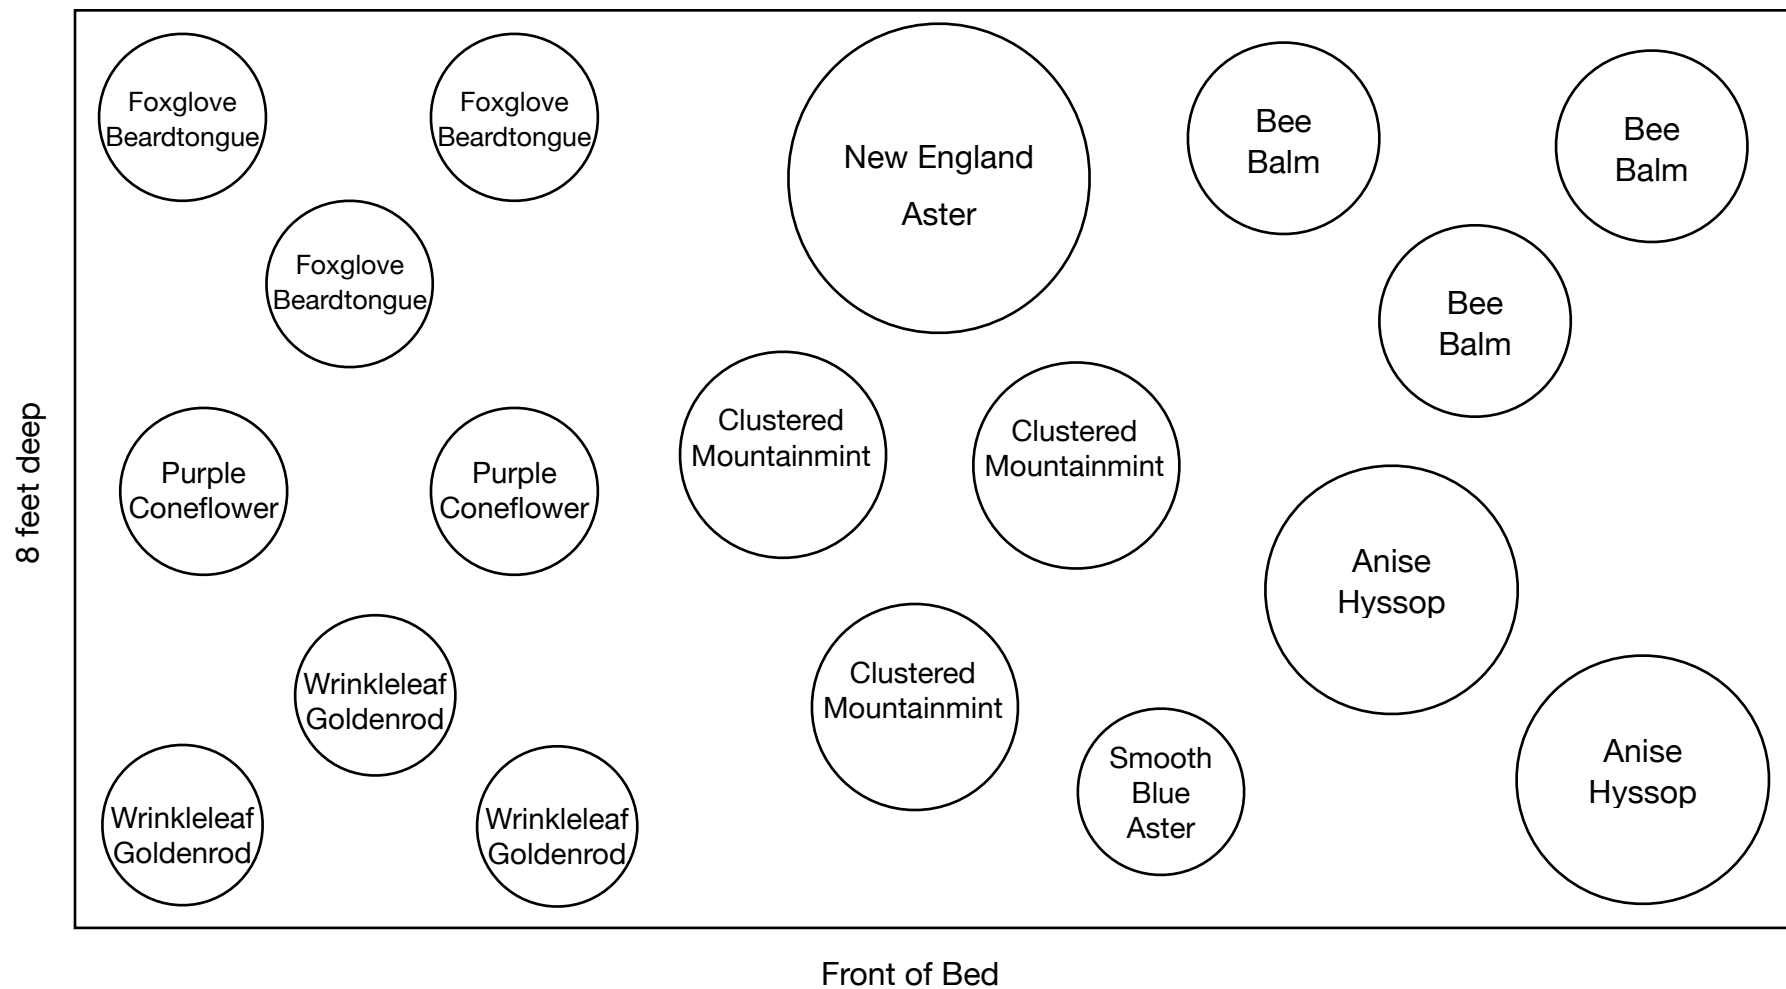 Foxglove
Beardtongue
Foxglove
Beardtongue
New England
Aster
Bee
Balm
Bee
Balm
Foxglove
Beardtongue
Bee
Balm
8 feet deep
Purple
Coneflower
Purple
Coneflower
Clustered
Mountainmint
Clustered
Mountainmint
Anise
Hyssop
Wrinkleleaf
Goldenrod
Clustered
Mountainmint
Smooth
Blue
Aster
Anise
Hyssop
Wrinkleleaf
Goldenrod
Wrinkleleaf
Goldenrod
Front of Bed